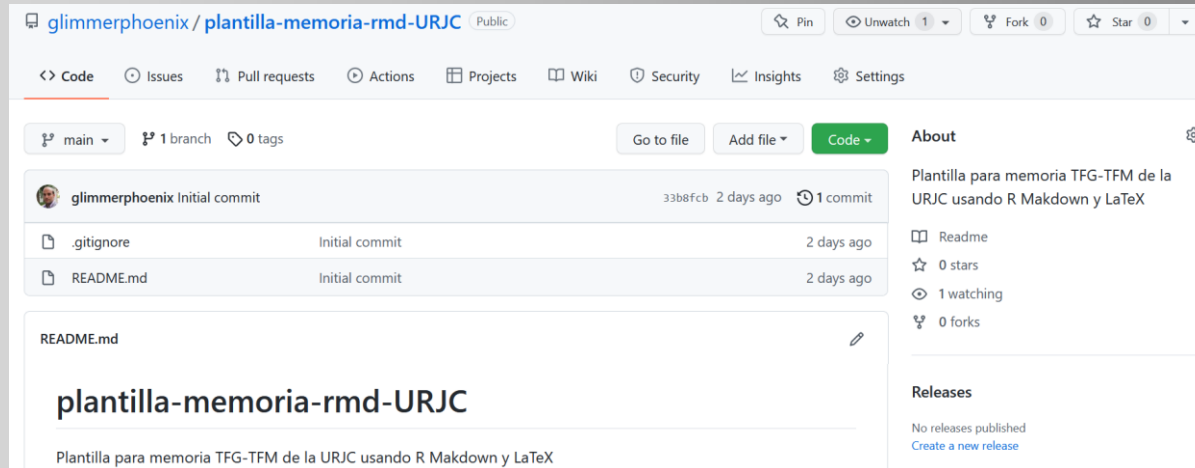 glimmerphoenix / plantilla-memoria-rmd-URJC Public
Pin Unwatch 1 Fork 0 Star 0
<> Code Issues Pull requests Actions Projects Wiki Security Insights Settings
main 1 branch 0 tags Go to file Add file Code
glimmerphoenix Initial commit 33b8fcb 2 days ago 1 commit
.gitignore Initial commit 2 days ago
README.md Initial commit 2 days ago
README.md
plantilla-memoria-rmd-URJC
Plantilla para memoria TFG-TFM de la URJC usando R Makdown y LaTeX
About
Plantilla para memoria TFG-TFM de la
URJC usando R Makdown y LaTeX
Readme
0 stars
1 watching
0 forks
Releases
No releases published
Create a new release